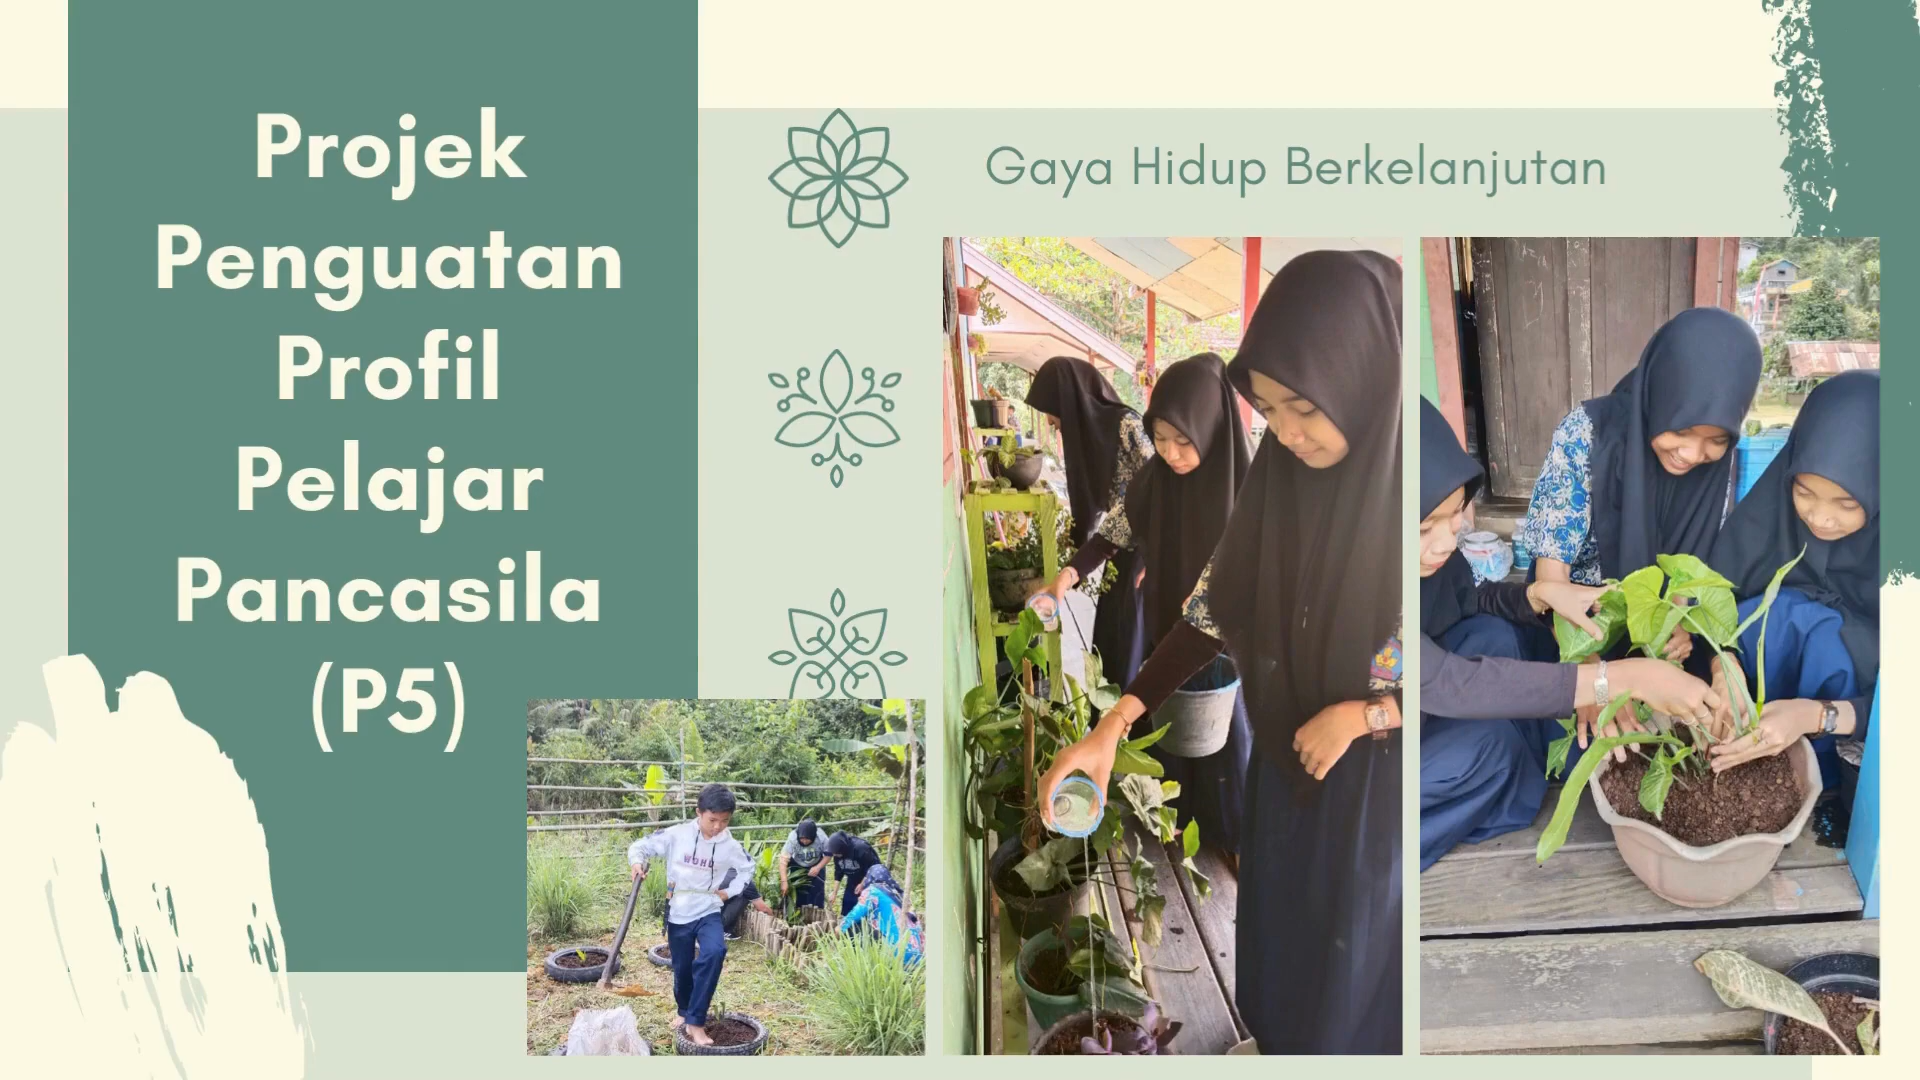 Projek
Penguatan
Profil
Pelajar
Pancasila
(P5)
Gaya Hidup Berkelanjutan